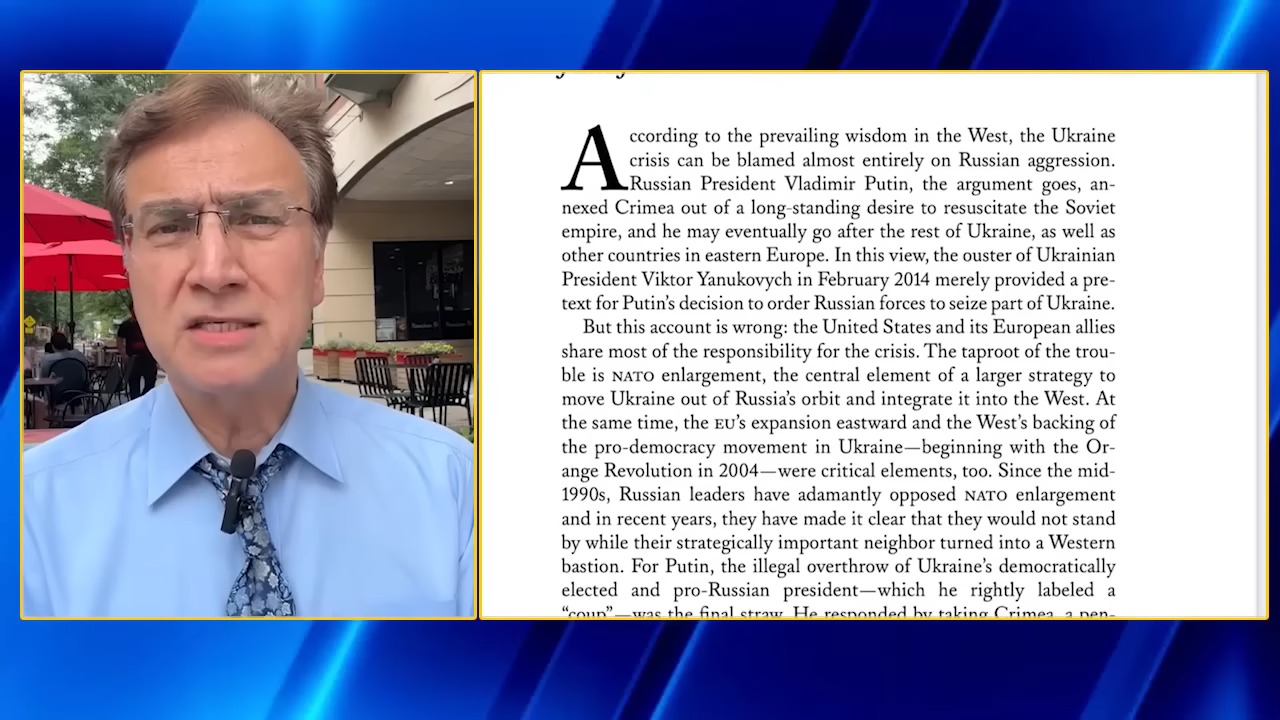 According to the prevailing wisdom in the West, the Ukraine
crisis can be blamed almost entirely on Russian aggression.
Russian President Vladimir Putin, the argument goes, an-
nexed Crimea out of a long-standing desire to resuscitate the Soviet
empire, and he may eventually go after the rest of Ukraine, as well as
other countries in eastern Europe. In this view, the ouster of Ukrainian
President Viktor Yanukovych in February 2014 merely provided a pre-
text for Putin's decision to order Russian forces to seize part of Ukraine.
But this account is wrong: the United States and its European allies
share most of the responsibility for the crisis. The taproot of the trou-
ble is NATO enlargement, the central element of a larger strategy to
move Ukraine out of Russia's orbit and integrate it into the West. At
the same time, the EU's expansion eastward and the West's backing of
the pro-democracy movement in Ukraine—beginning with the Or-
ange Revolution in 2004—were critical elements, too. Since the mid-
1990s, Russian leaders have adamantly opposed NATO enlargement
and in recent years, they have made it clear that they would not stand
by while their strategically important neighbor turned into a Western
bastion. For Putin, the illegal overthrow of Ukraine's democratically
elected and pro-Russian president—which he rightly labeled a
"coup"—was the final straw. He responded by taking Crimea, a pen-